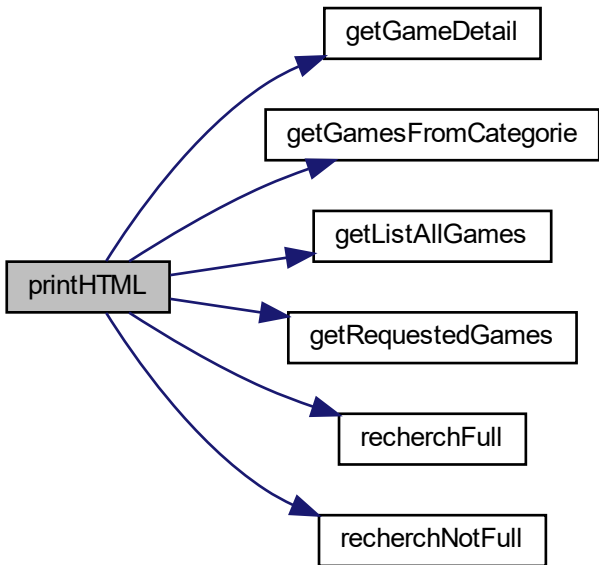 getGameDetail
getGamesFromCategorie
getListAllGames
printHTML
getRequestedGames
recherchFull
recherchNotFull